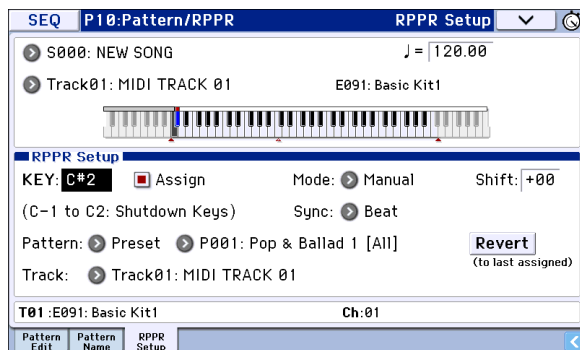 SEQ P10:Pattern/RPPR RPPR Setup
S000: NEW SONG ♩= 120.00
Track01: MIDI TRACK 01 E091: Basic Kit1
RPPR Setup
KEY: C#2 Assign Mode: Manual Shift: +00
(C-1 to C2: Shutdown Keys) Sync: Beat
Pattern: Preset P001: Pop & Ballad 1 [All] Revert
(to last assigned)
Track: Track01: MIDI TRACK 01
T01 :E091: Basic Kit1 Ch:01
Pattern Edit Pattern Name RPPR Setup